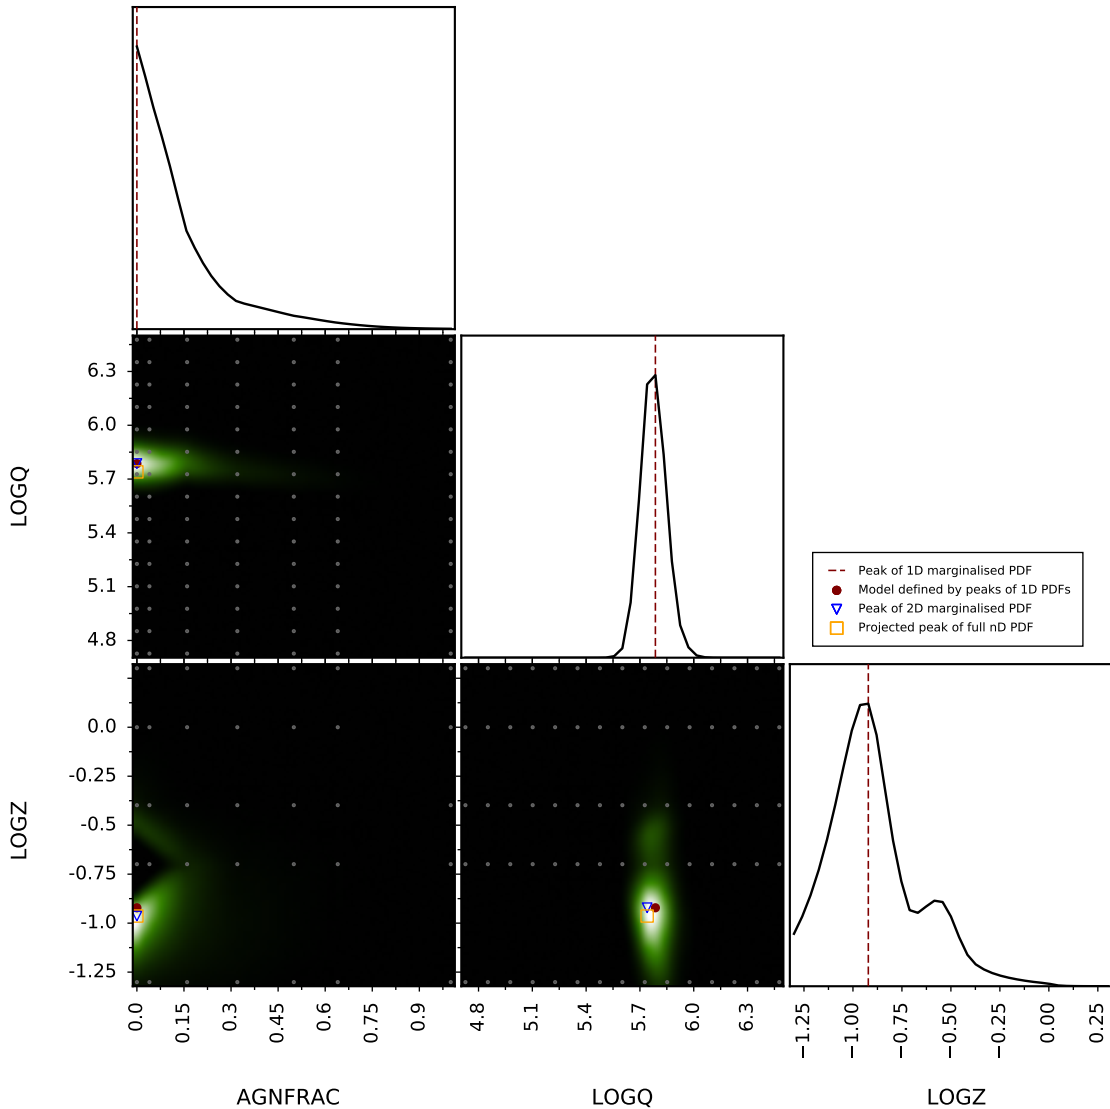 6.3
6.0
5.7
5.4
5.1
4.8
LOGQ
Peak of 1D marginalised PDF
Model defined by peaks of 1D PDFs
Peak of 2D marginalised PDF
Projected peak of full nD PDF
0.0
-0.25
-0.5
-0.75
-1.0
-1.25
LOGZ
0.0 0.15 0.3 0.45 0.6 0.75 0.9
4.8 5.1 5.4 5.7 6.0 6.3
−1.25 −1.00 −0.75 −0.50 −0.25 0.00 0.25
AGNFRAC LOGQ LOGZ